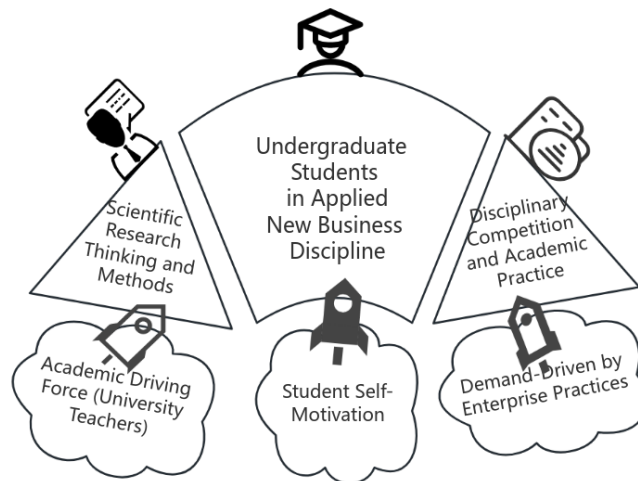 Undergraduate
Students
in Applied
New Business
Discipline
Scientific
Research
Thinking and
Methods
Disciplinary
Competition
and Academic
Practice
Academic Driving
Force (University
Teachers)
Student Self-
Motivation
Demand-Driven by
Enterprise Practices